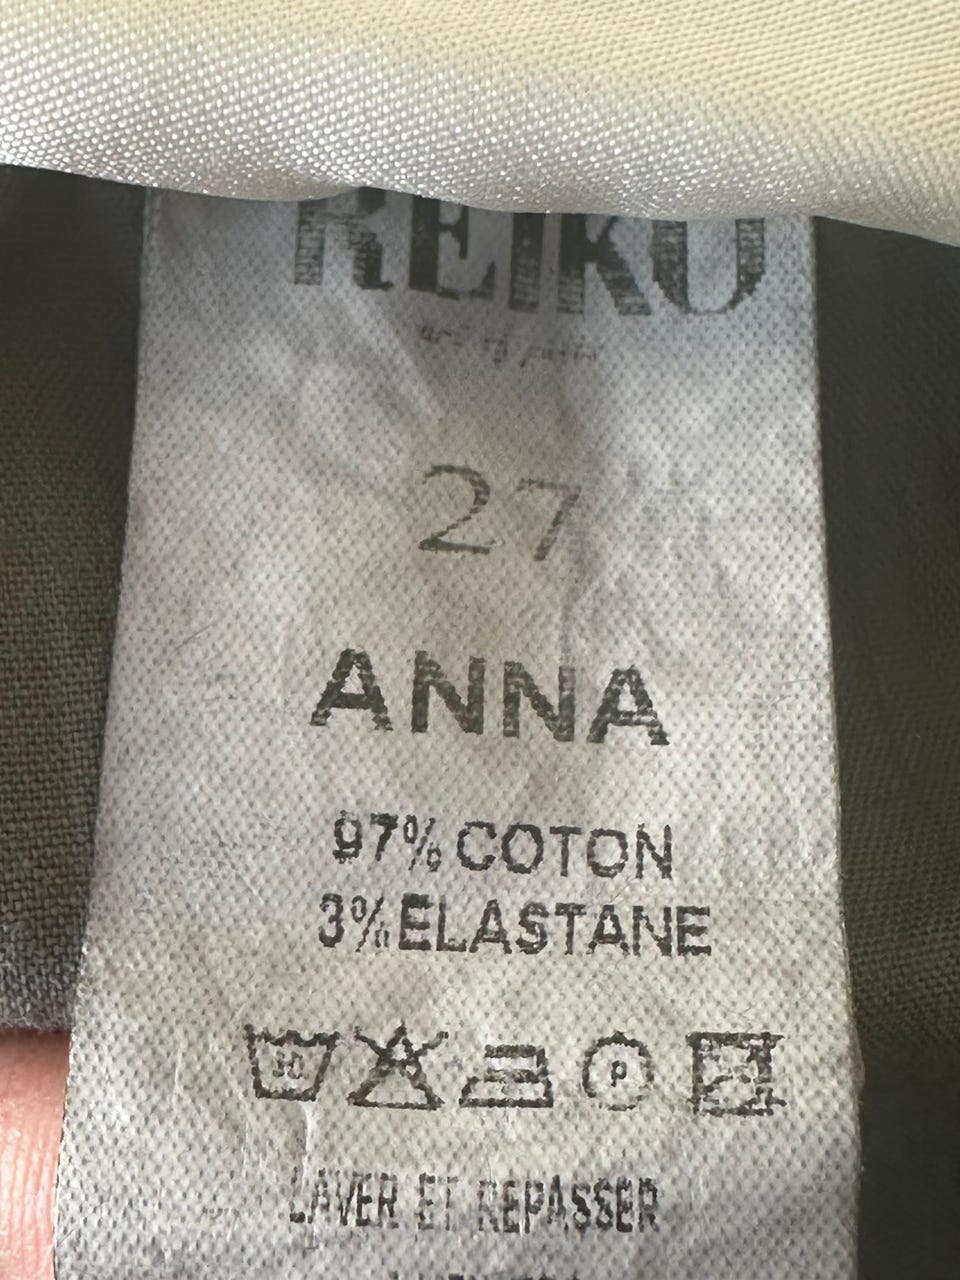 REIKO
27
ANNA
97% COTON
3% ELASTANE
P
LAVER ET REPASSER